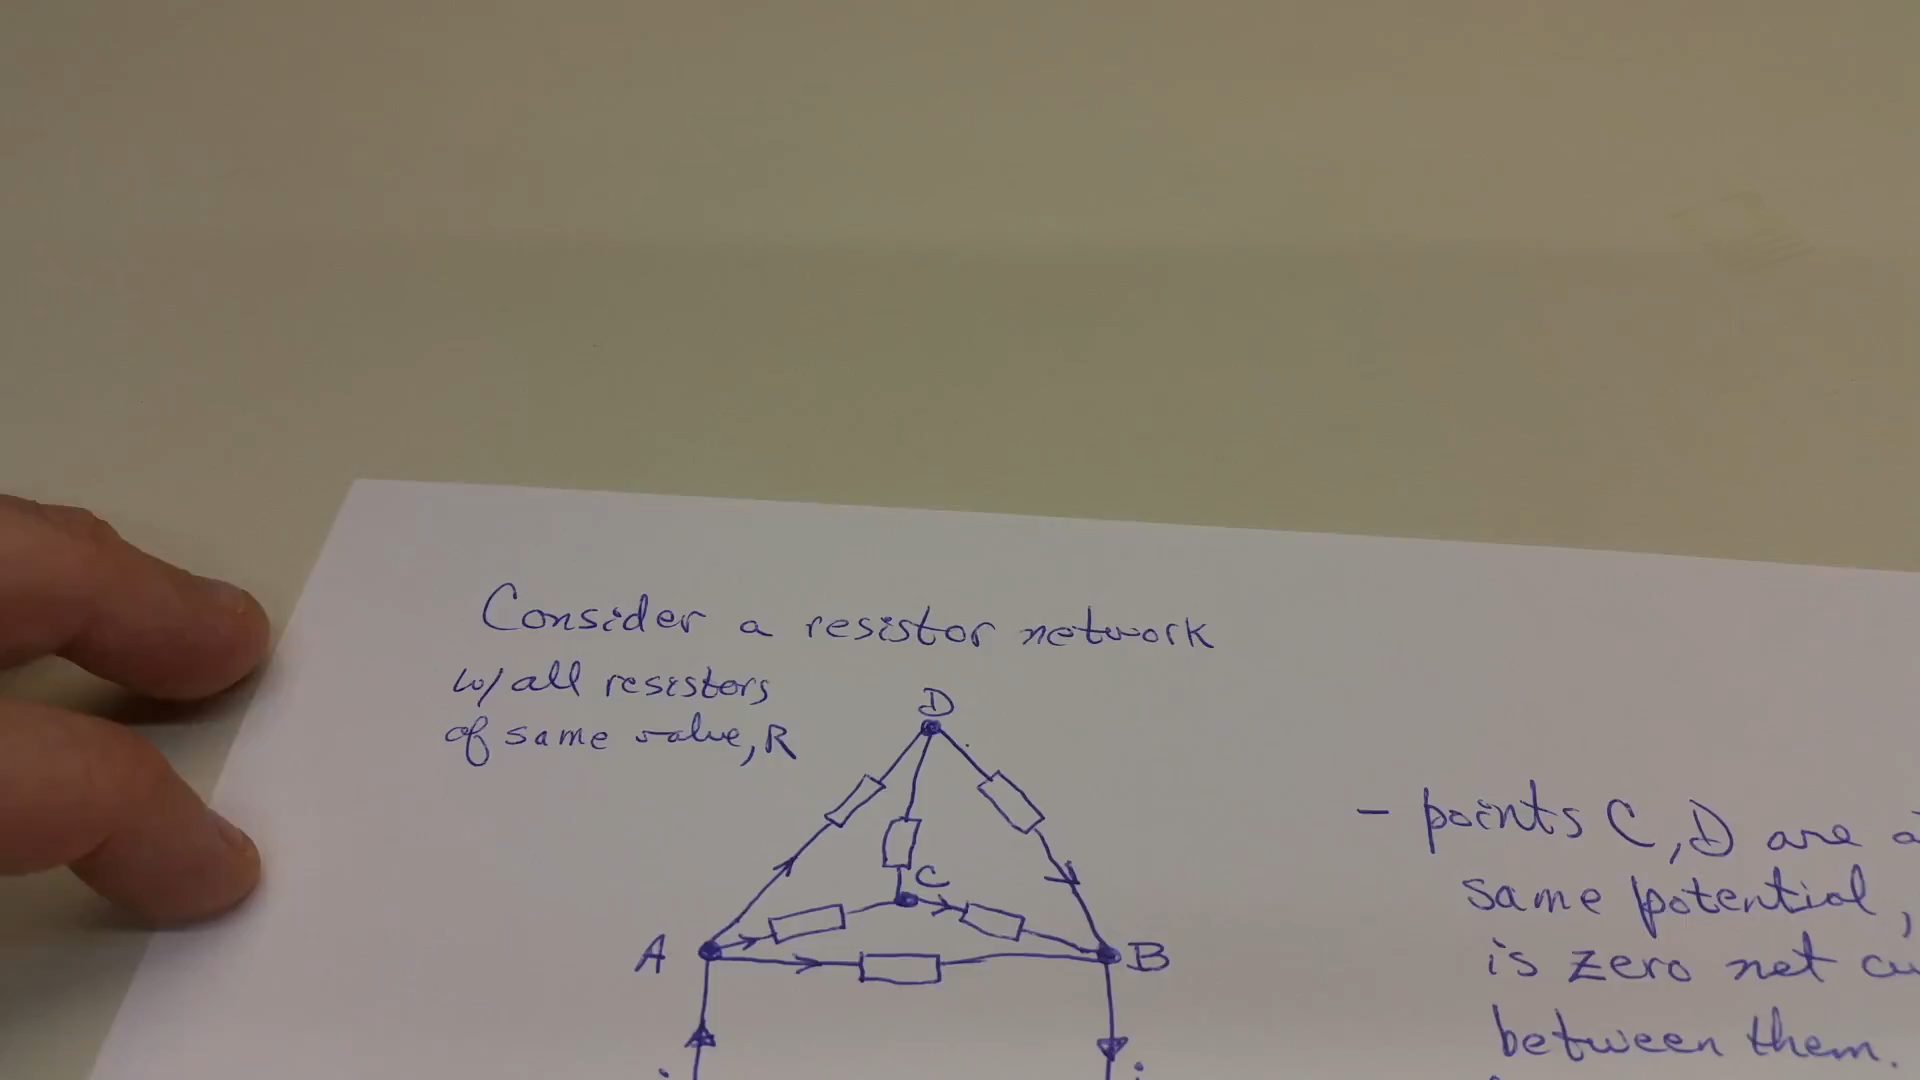 Consider a resistor network
w/ all resistors
of same value, R
D
C
A
B
- points C, D are
same potential,
is zero net
between them.